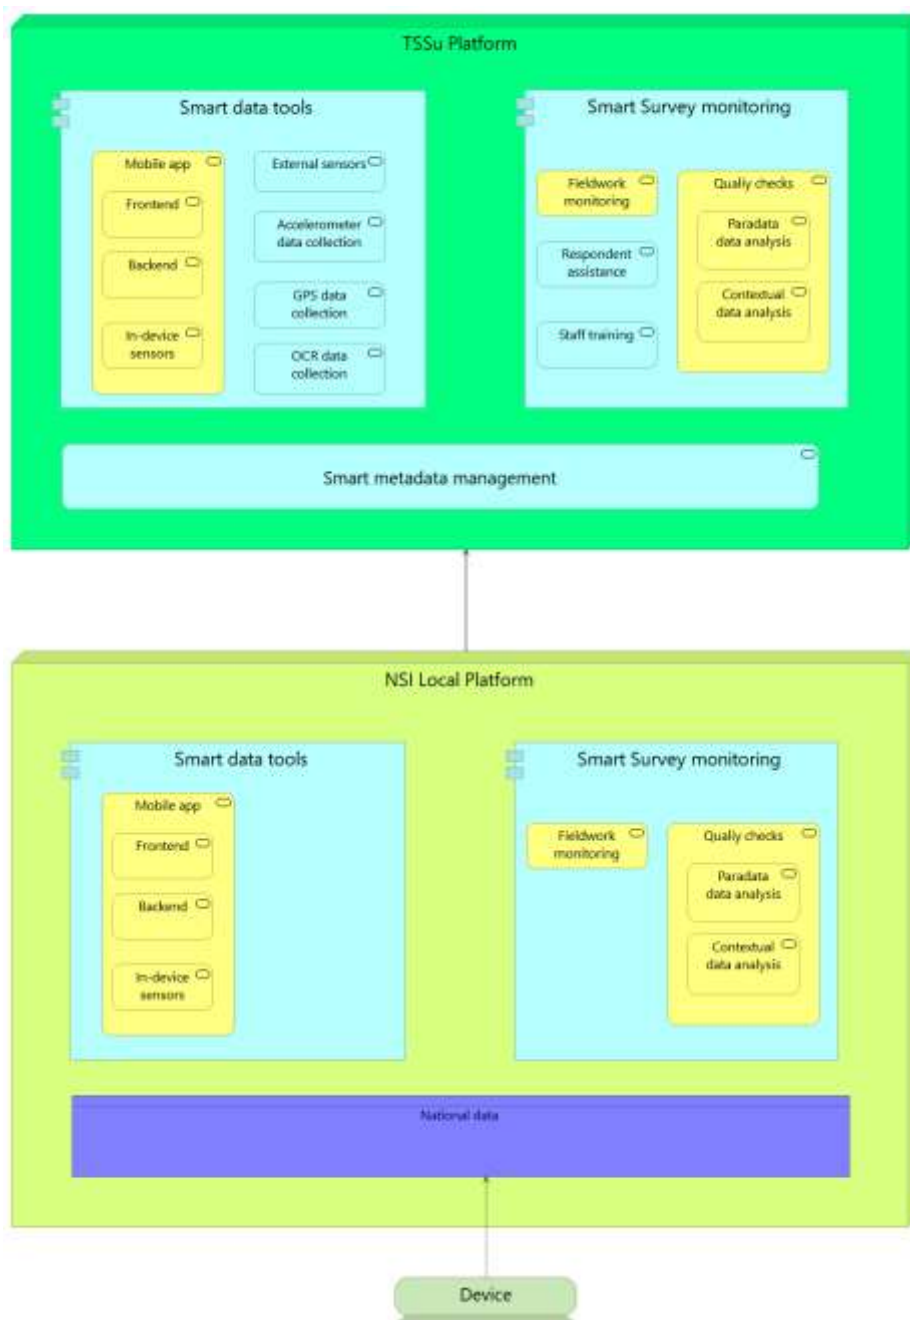 TSSu Platform
Smart data tools
Mobile app
Frontend
Backend
In-device
sensors
External sensors
Accelerometer
data collection
GPS data
collection
OCR data
collection
Smart Survey monitoring
Fieldwork
monitoring
Respondent
assistance
Staff training
Qualiy checks
Paradata
data analysis
Contextual
data analysis
Smart metadata management
NSI Local Platform
Smart data tools
Mobile app
Frontend
Backend
In-device
sensors
Smart Survey monitoring
Fieldwork
monitoring
Qualiy checks
Paradata
data analysis
Contextual
data analysis
National data
Device